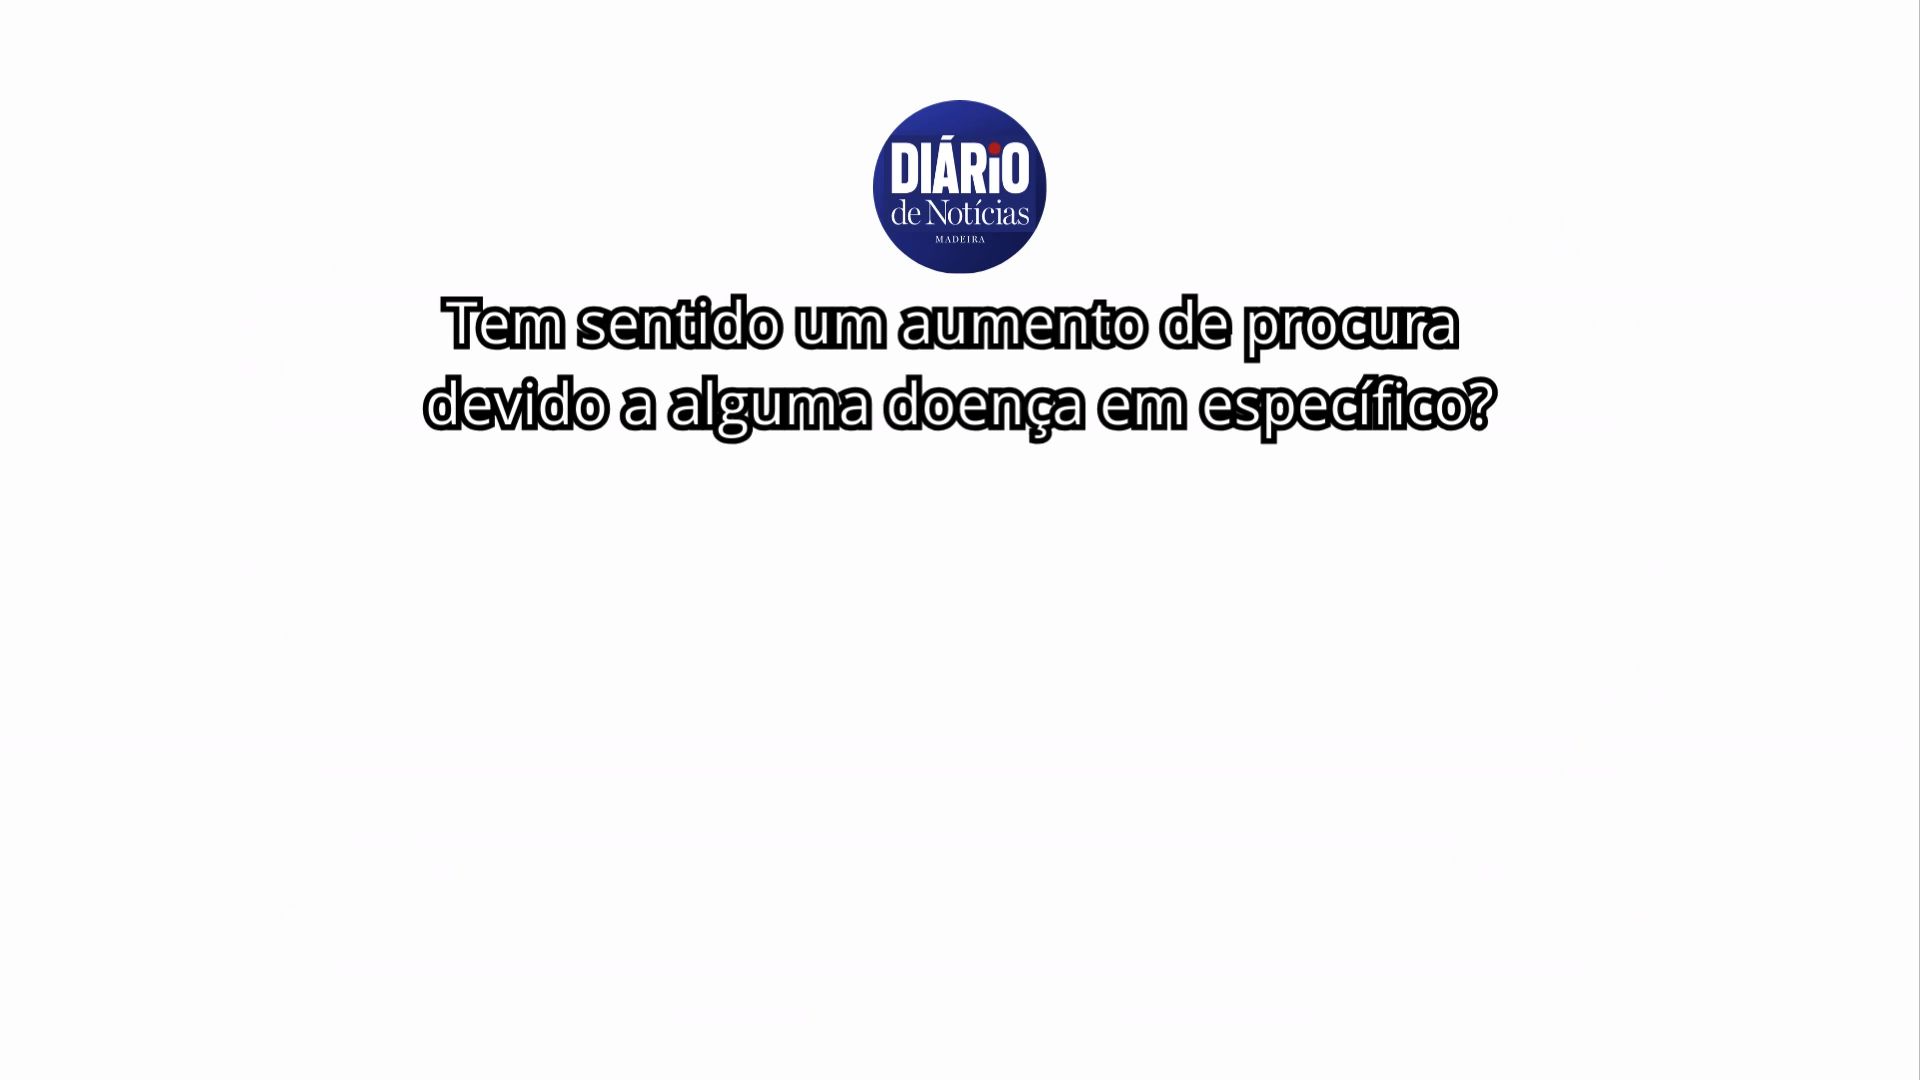 DIÁRiO
de Notícias
MADEIRA
Tem sentido um aumento de procura
devido a alguma doença em específico?